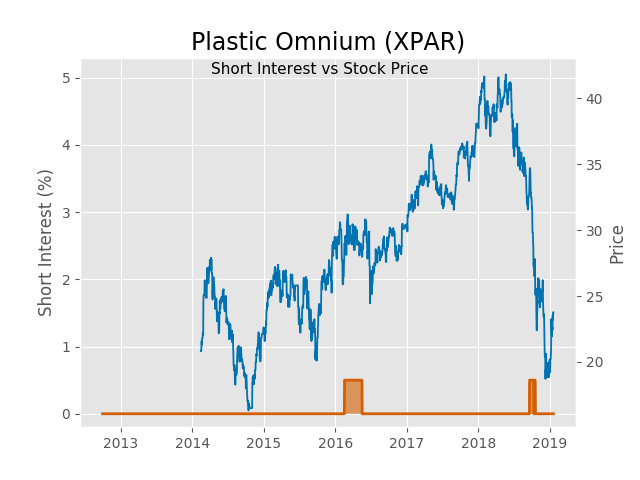 Plastic Omnium (XPAR)
Short Interest vs Stock Price
Short Interest (%)
5
4
3
2
1
0
40
35
30
25
20
Price
2013 2014 2015 2016 2017 2018 2019